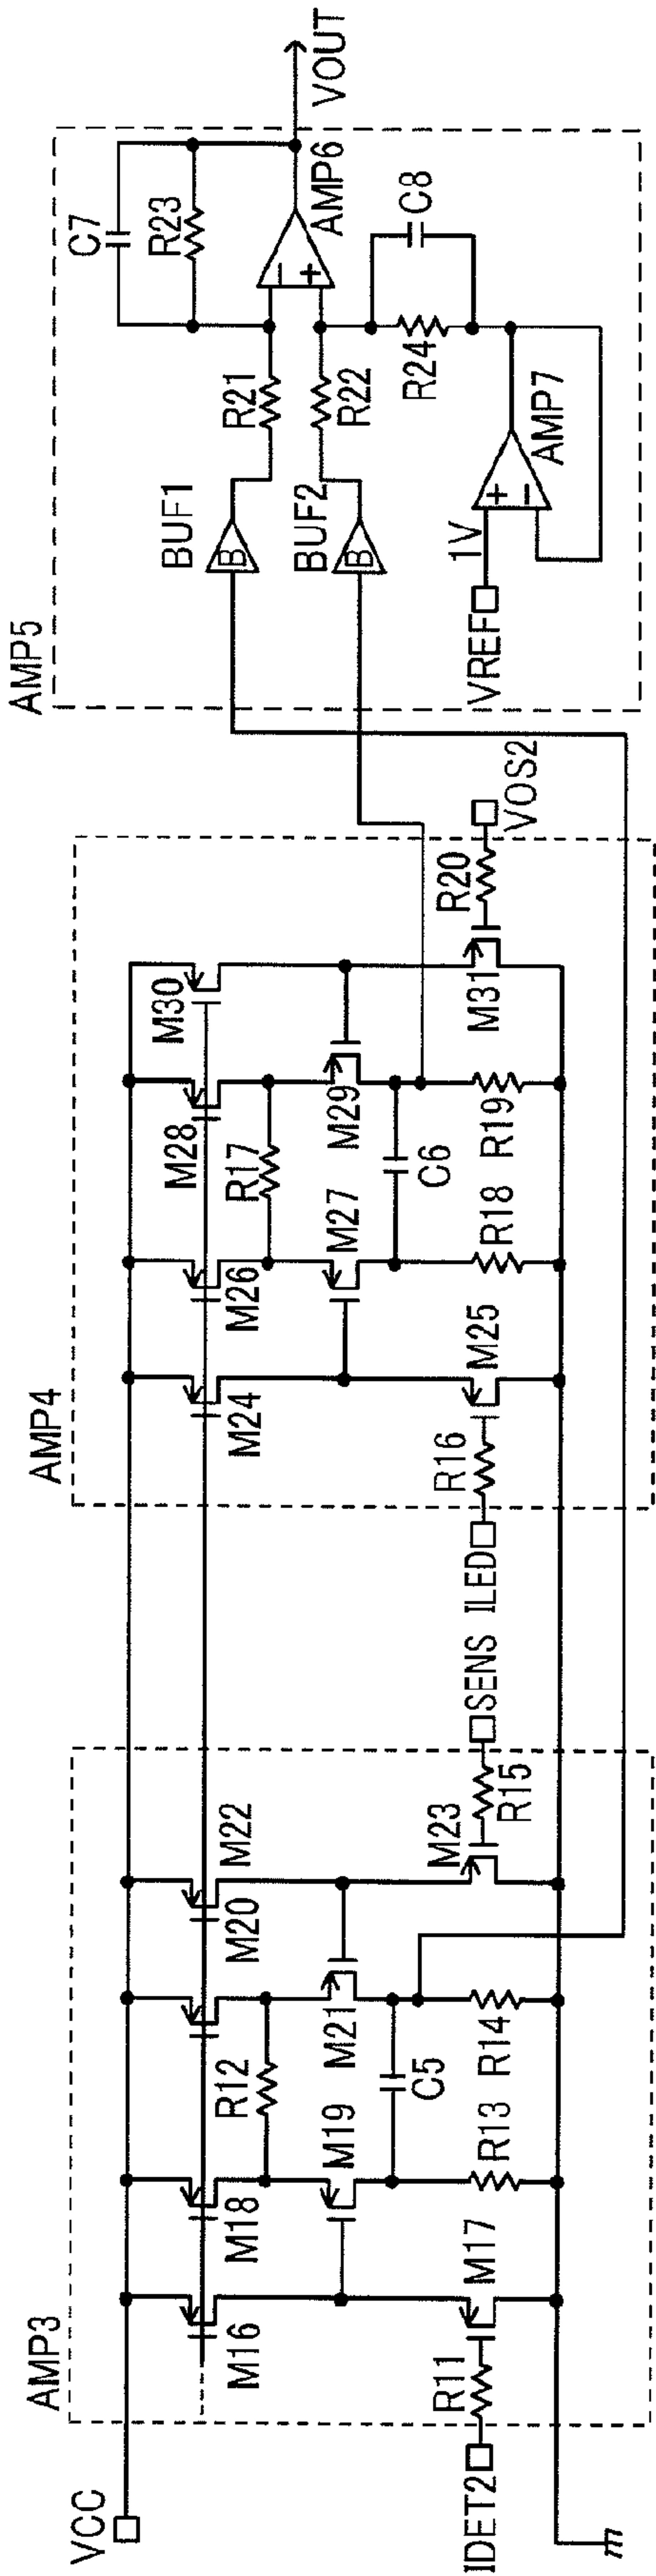 AMP3
AMP4
AMP5
VCC
M16
M18
M20
M22
M24
M26
M28
M30
R12
R17
M19
M21
M27
M29
C5
C6
M17
R13
R14
M23
M25
R18
R19
M31
IDET2
R11
R15
SENS
ILED
R16
R20
VOS2
BUF1
B
BUF2
B
R21
R22
C7
R23
AMP6
VOUT
C8
R24
VREF
1V
AMP7